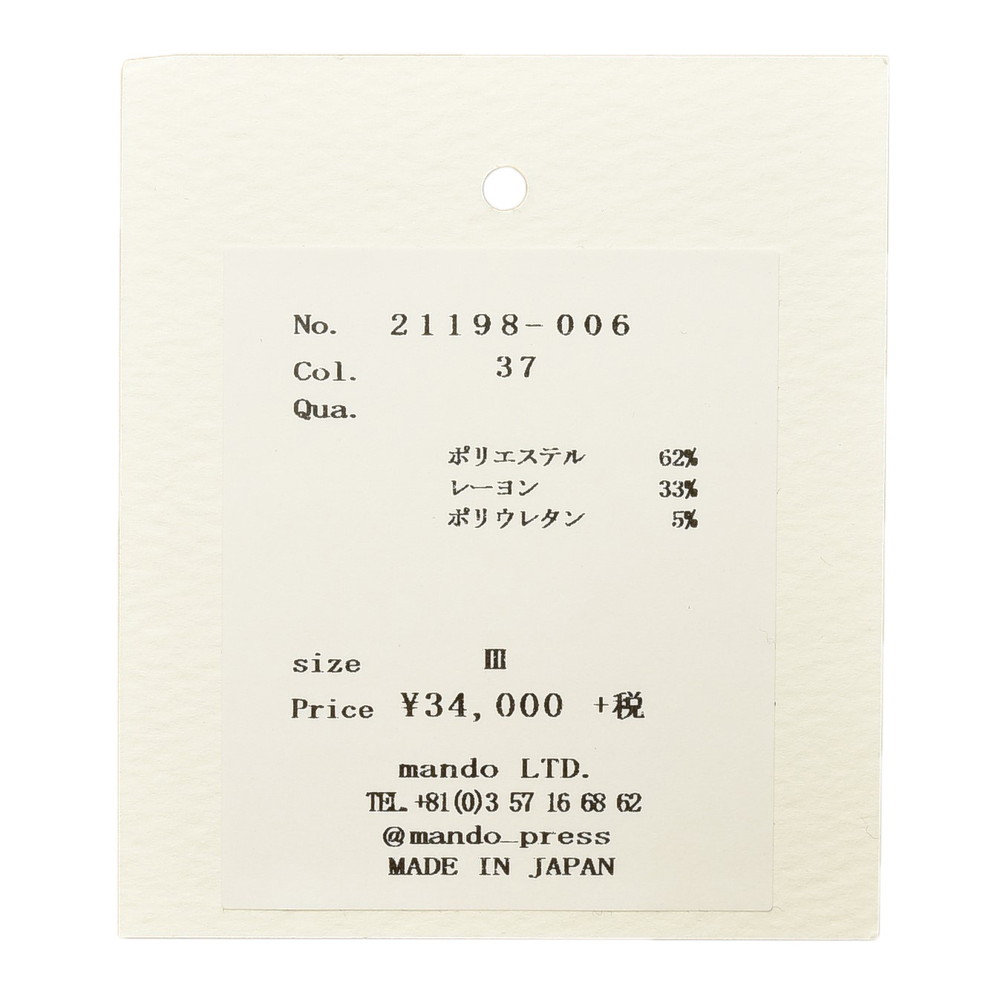 No. 21198-006
Col. 37
Qua.
ポリエステル 62%
レーヨン 33%
ポリウレタン 5%
size Ⅲ
Price ¥34,000 +税
mando LTD.
TEL. +81(0)3 57 16 68 62
@mando_press
MADE IN JAPAN